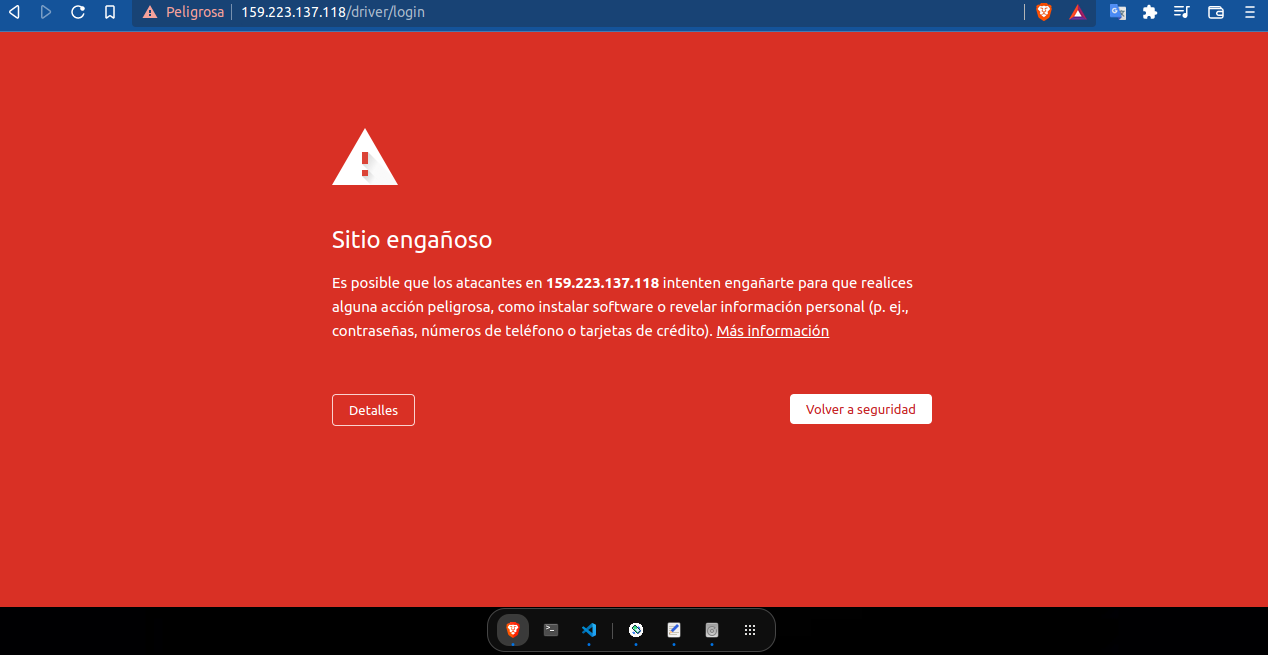 Peligrosa 159.223.137.118/driver/login
Sitio engañoso
Es posible que los atacantes en 159.223.137.118 intenten engañarte para que realices
alguna acción peligrosa, como instalar software o revelar información personal (p. ej.,
contraseñas, números de teléfono o tarjetas de crédito). Más información
Detalles
Volver a seguridad